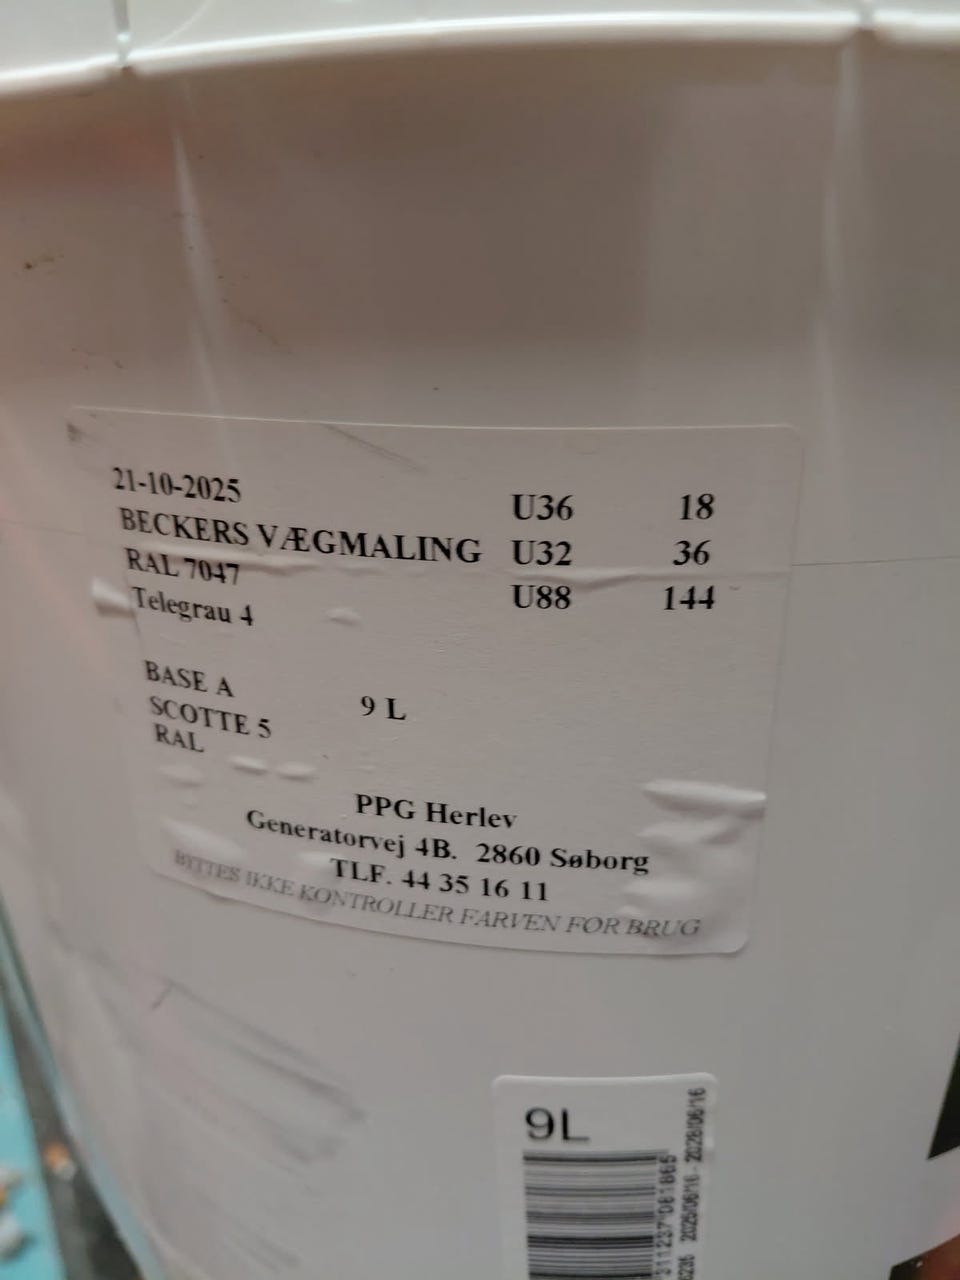 21-10-2025
BECKERS VÆGMALING
RAL 7047
Telegrau 4
U36 18
U32 36
U88 144
BASE A 9 L
SCOTTE 5
RAL
PPG Herlev
Generatorvej 4B. 2860 Søborg
TLF. 44 35 16 11
BYTTES IKKE KONTROLLER FARVEN FØR BRUG
9L